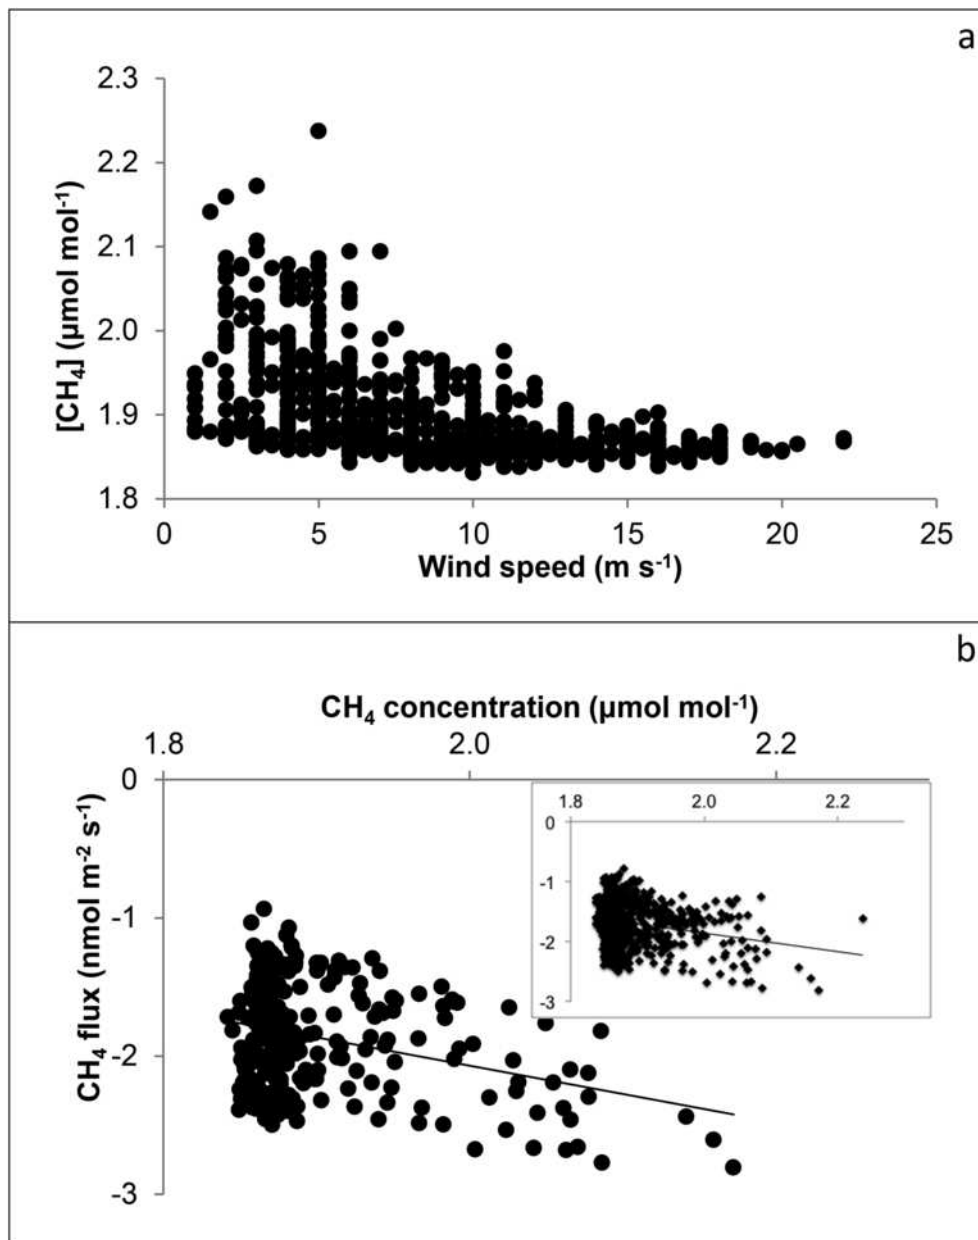 a
2.3
2.2
2.1
2.0
1.9
1.8
[CH₄] (µmol mol⁻¹)
0 5 10 15 20 25
Wind speed (m s⁻¹)
b
CH₄ concentration (µmol mol⁻¹)
1.8 2.0 2.2
0
-1
-2
-3
CH₄ flux (nmol m⁻² s⁻¹)
1.8 2.0 2.2
0
-1
-2
-3